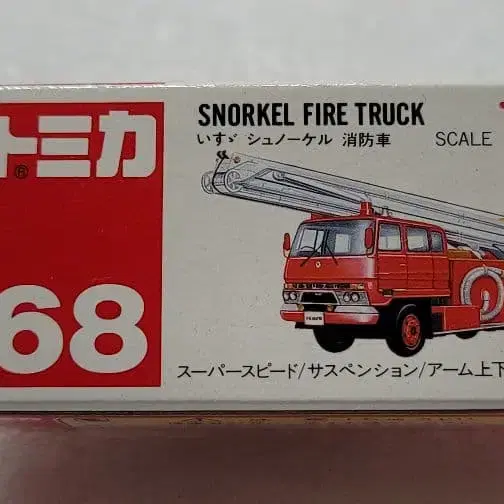 トミカ
®
68
SNORKEL FIRE TRUCK
いすゞ シュノーケル 消防車 SCALE
スーパースピード/サスペンション/アーム上下